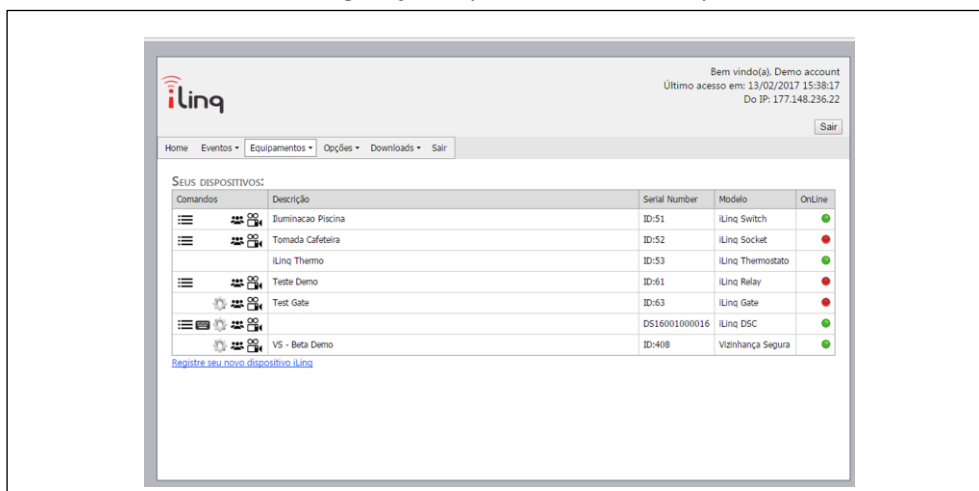 Bem vindo(a), Demo account
Último acesso em: 13/02/2017 15:38:17
Do IP: 177.148.236.22
iLinq
Sair
Home Eventos Equipamentos Opções Downloads Sair
SEUS DISPOSITIVOS:
Comandos Descrição Serial Number Modelo OnLine
Iluminacao Piscina ID:51 iLinq Switch
Tomada Cafeteira ID:52 iLinq Socket
iLinq Thermo ID:53 iLinq Thermostato
Teste Demo ID:61 iLinq Relay
Test Gate ID:63 iLinq Gate
DS16001000016 iLinq DSC
VS - Beta Demo ID:408 Vizinhança Segura
Registre seu novo dispositivo iLinq